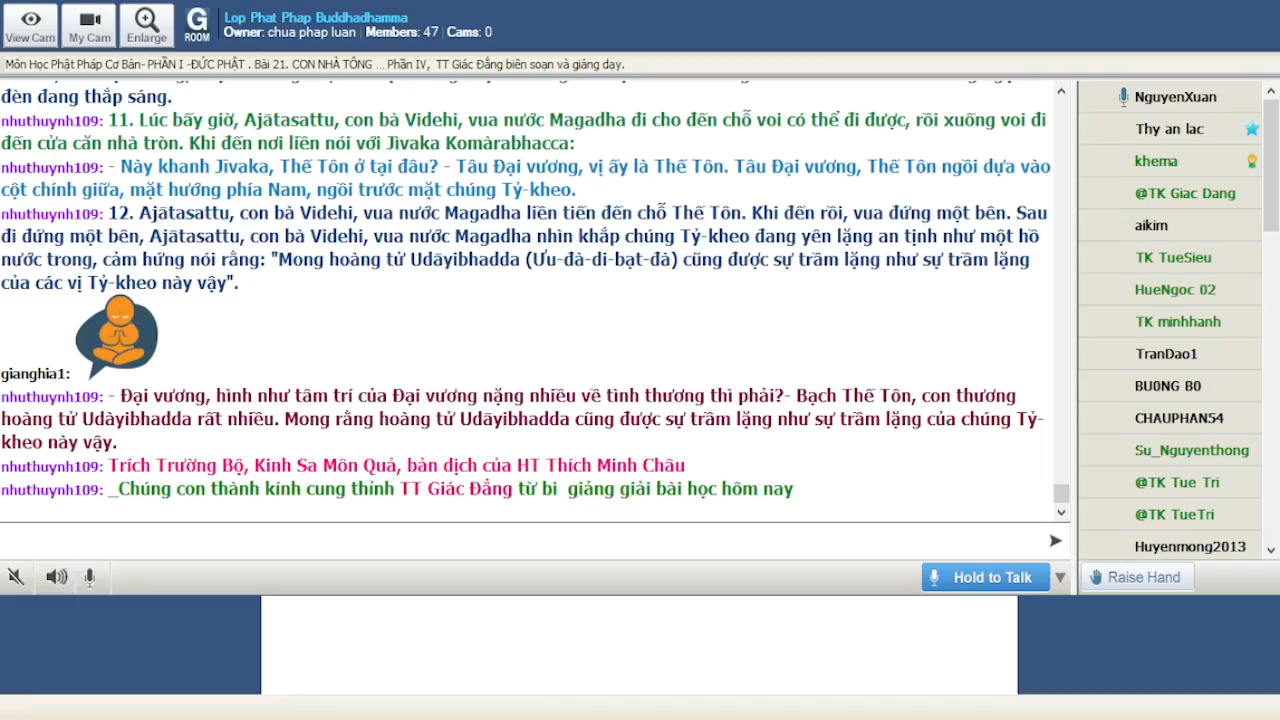 View Cam
My Cam
Enlarge
G
ROOM
Lop Phat Phap Buddhadhamma
Owner: chua phap luan | Members: 47 | Cams: 0
Môn Học Phật Pháp Cơ Bản- PHẦN I -ĐỨC PHẬT . Bài 21. CON NHÀ TÔNG ... Phần IV, TT Giác Đẳng biên soạn và giảng dạy.
đèn đang thắp sáng.
nhuthuynh109: 11. Lúc bấy giờ, Ajātasattu, con bà Videhi, vua nước Magadha đi cho đến chỗ voi có thể đi được, rồi xuống voi đi
đến cửa căn nhà tròn. Khi đến nơi liền nói với Jìvaka Komàrabhacca:
nhuthuynh109: - Này khanh Jìvaka, Thế Tôn ở tại đâu? - Tâu Đại vương, vị ấy là Thế Tôn. Tâu Đại vương, Thế Tôn ngồi dựa vào
cột chính giữa, mặt hướng phía Nam, ngồi trước mặt chúng Tỷ-kheo.
nhuthuynh109: 12. Ajātasattu, con bà Videhi, vua nước Magadha liền tiến đến chỗ Thế Tôn. Khi đến rồi, vua đứng một bên. Sau
đi đứng một bên, Ajātasattu, con bà Videhi, vua nước Magadha nhìn khắp chúng Tỷ-kheo đang yên lặng an tịnh như một hồ
nước trong, cảm hứng nói rằng: "Mong hoàng tử Udāyibhadda (Ưu-đà-di-bạt-đà) cũng được sự trầm lặng như sự trầm lặng
của các vị Tỷ-kheo này vậy".
gianghia1:
nhuthuynh109: - Đại vương, hình như tâm trí của Đại vương nặng nhiều về tình thương thì phải?- Bạch Thế Tôn, con thương
hoàng tử Udàyibhadda rất nhiều. Mong rằng hoàng tử Udāyibhadda cũng được sự trầm lặng như sự trầm lặng của chúng Tỷ-
kheo này vậy.
nhuthuynh109: Trích Trường Bộ, Kinh Sa Môn Quả, bản dịch của HT Thích Minh Châu
nhuthuynh109: _Chúng con thành kính cung thỉnh TT Giác Đẳng từ bi giảng giải bài học hôm nay
Hold to Talk
NguyenXuan
Thy an lac
khema
@TK Giac Dang
aikim
TK TueSieu
HueNgoc 02
TK minhhanh
TranDao1
BU0NG B0
CHAUPHAN54
Su_Nguyenthong
@TK Tue Tri
@TK TueTri
Huyenmong2013
Raise Hand